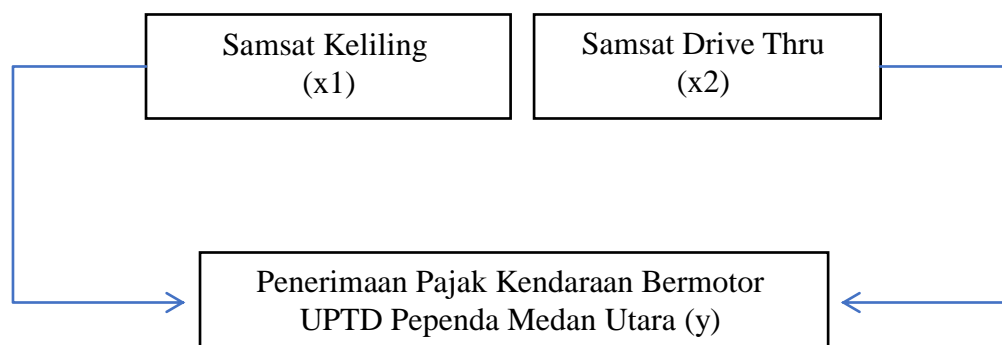 Samsat Keliling
(x1)
Samsat Drive Thru
(x2)
Penerimaan Pajak Kendaraan Bermotor
UPTD Pependa Medan Utara (y)